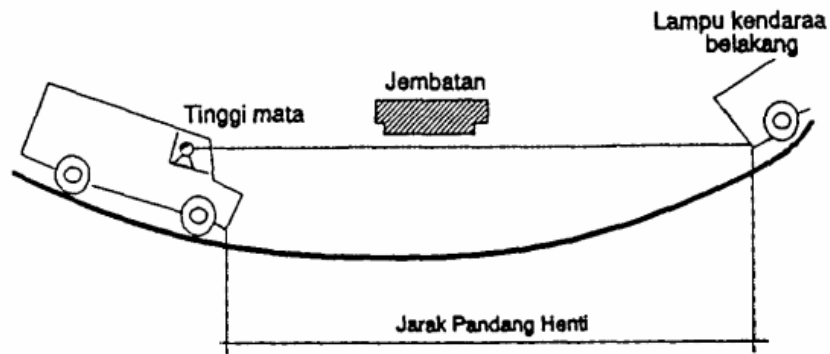 Lampu kendaraa
belakang
Jembatan
Tinggi mata
Jarak Pandang Henti